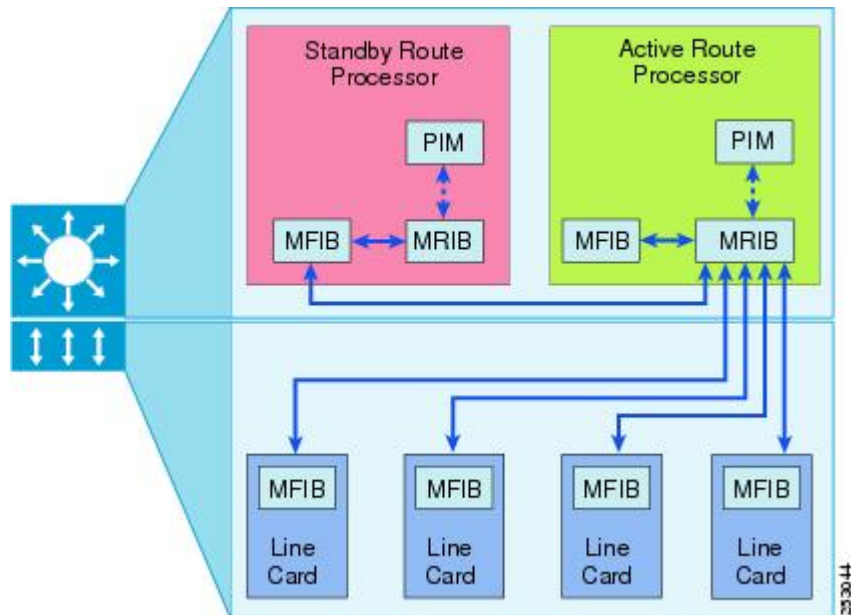 Standby Route
Processor
Active Route
Processor
PIM
PIM
MFIB
MRIB
MFIB
MRIB
MFIB
MFIB
MFIB
MFIB
Line
Card
Line
Card
Line
Card
Line
Card
253044